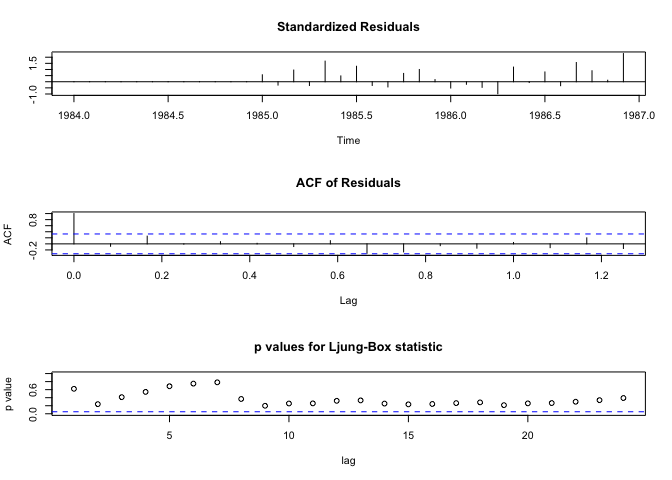 Standardized Residuals
1.5
-1.0
1984.0 1984.5 1985.0 1985.5 1986.0 1986.5 1987.0
Time
ACF of Residuals
ACF
0.8
-0.2
0.0 0.2 0.4 0.6 0.8 1.0 1.2
Lag
p values for Ljung-Box statistic
p value
0.6
0.0
5 10 15 20
lag